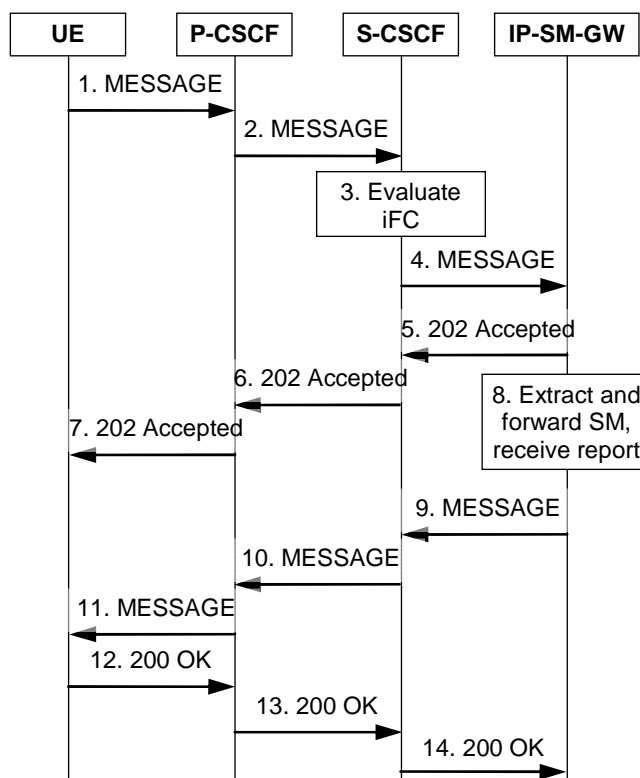 UE
P-CSCF
S-CSCF
IP-SM-GW
1. MESSAGE
2. MESSAGE
3. Evaluate
iFC
4. MESSAGE
5. 202 Accepted
6. 202 Accepted
7. 202 Accepted
8. Extract and
forward SM,
receive report
9. MESSAGE
10. MESSAGE
11. MESSAGE
12. 200 OK
13. 200 OK
14. 200 OK